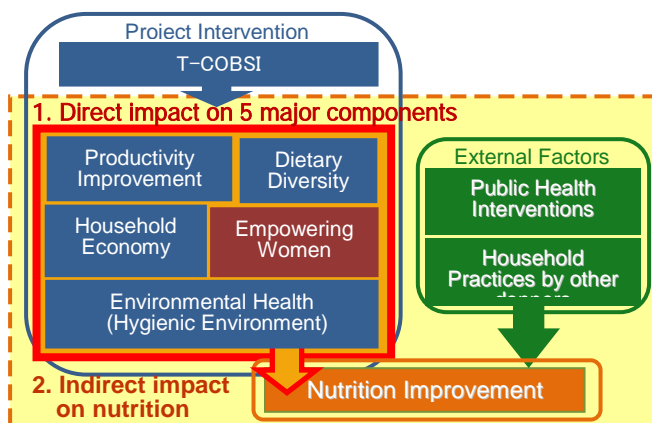 Project Intervention
T-COBSI
1. Direct impact on 5 major components
Productivity
Improvement
Dietary
Diversity
Household
Economy
Empowering
Women
Environmental Health
(Hygienic Environment)
External Factors
Public Health
Interventions
Household
Practices by other
2. Indirect impact
on nutrition
Nutrition Improvement